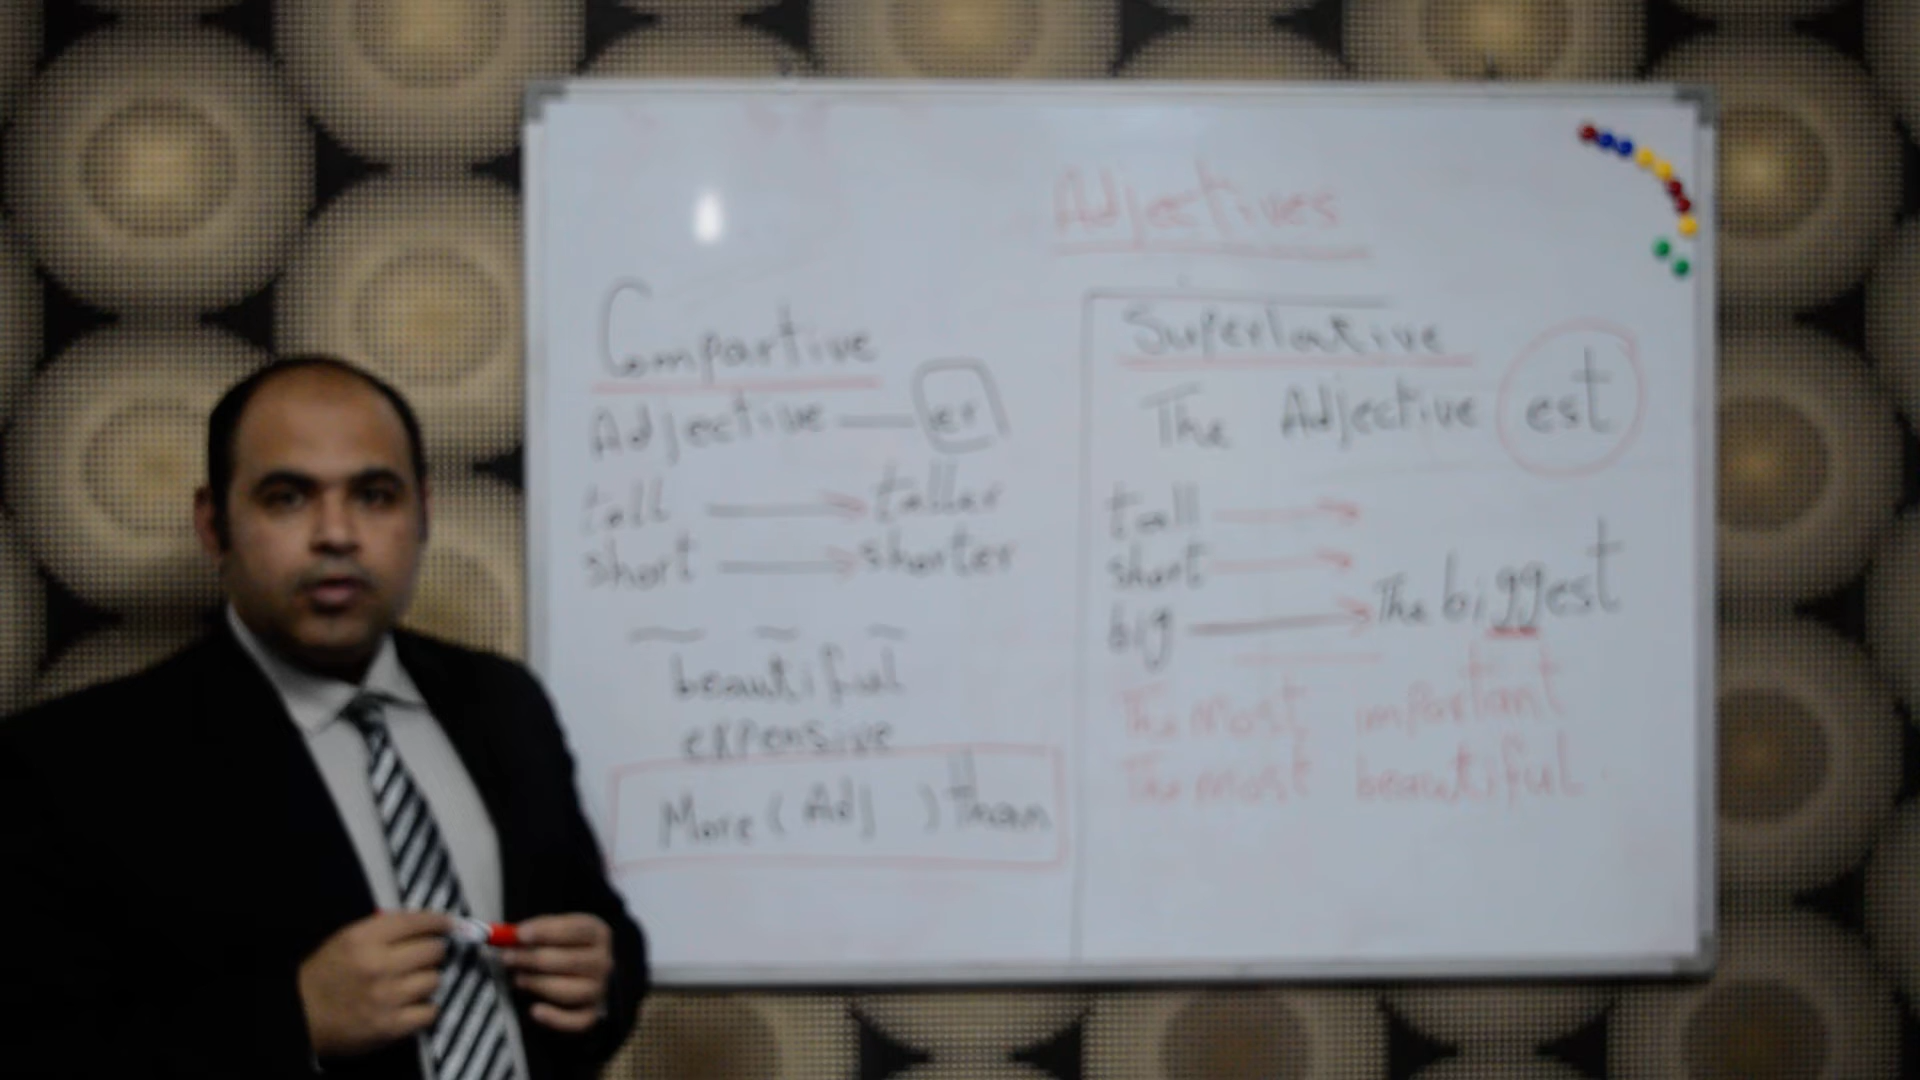 Adjectives
Compartive
Adjective — er
tall → taller
short → shorter
beautiful
expensive
More ( Adj ) Than
Superlative
The Adjective est
tall →
short →
big → The biggest
The most important
The most beautiful.